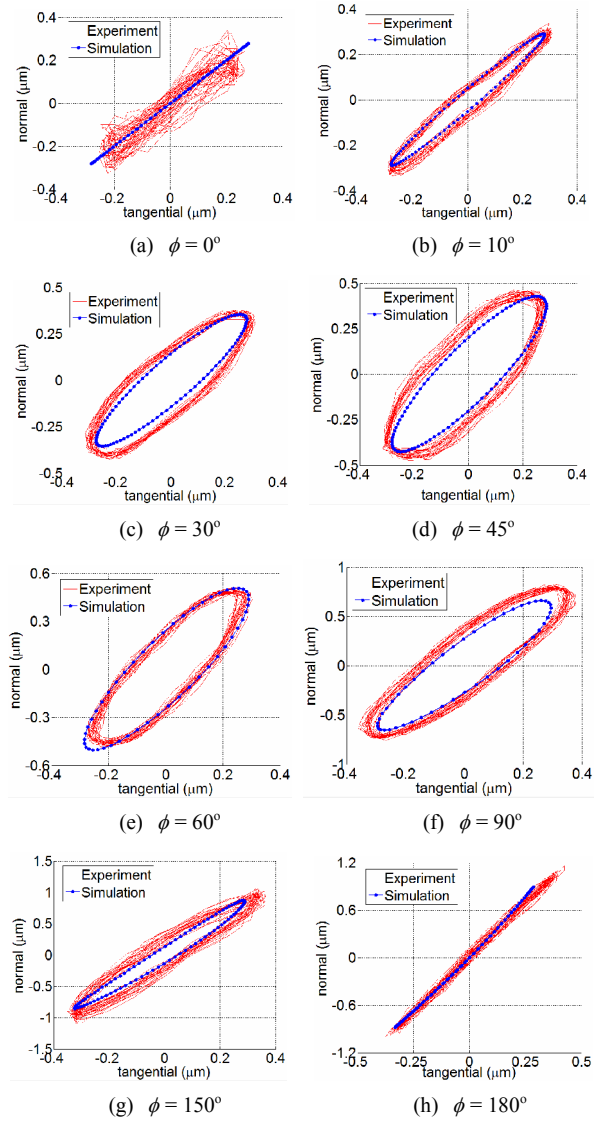 0.4
Experiment
Simulation
0.2
0
-0.2
0.4
-0.4 -0.2 0 0.2 0.4
normal (μm)
tangential (μm)
(a) ϕ = 0º
0.4
Experiment
Simulation
0.2
0
-0.2
0.4
-0.4 -0.2 0 0.2 0.4
normal (μm)
tangential (μm)
(b) ϕ = 10º
0.5
Experiment
Simulation
0.25
0
-0.25
-0.5
-0.4 -0.2 0 0.2 0.4
normal (μm)
tangential (μm)
(c) ϕ = 30º
0.5
Experiment
Simulation
0.25
0
-0.25
-0.5
-0.4 -0.2 0 0.2 0.4
normal (μm)
tangential (μm)
(d) ϕ = 45º
0.6
Experiment
Simulation
0.3
0
-0.3
-0.6
-0.4 -0.2 0 0.2 0.4
normal (μm)
tangential (μm)
(e) ϕ = 60º
1
Experiment
Simulation
0.5
0
-0.5
-1
-0.4 -0.2 0 0.2 0.4
normal (μm)
tangential (μm)
(f) ϕ = 90º
1.5
Experiment
Simulation
1
0.5
0
-0.5
-1
-1.5
-0.4 -0.2 0 0.2 0.4
normal (μm)
tangential (μm)
(g) ϕ = 150º
1.2
Experiment
Simulation
0.6
0
-0.6
-1.2
-0.5 -0.25 0 0.25 0.5
normal (μm)
tangential (μm)
(h) ϕ = 180º